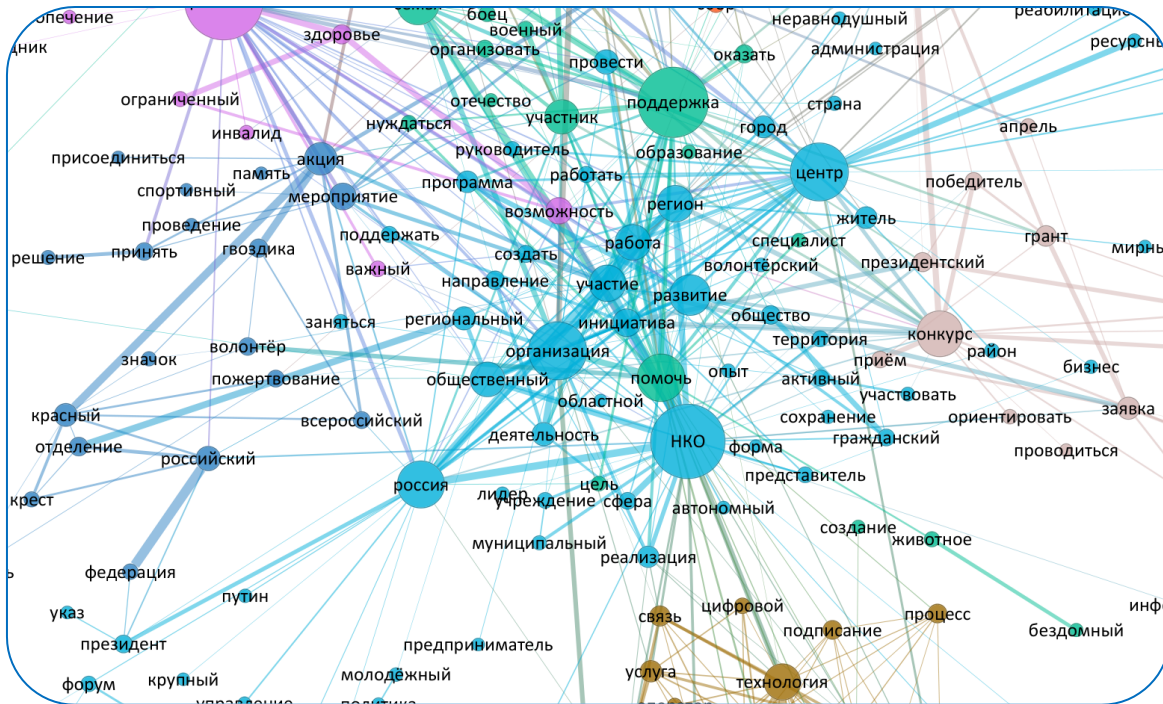 боец
военный
неравнодушный
здоровье
организовать
провести
оказать
администрация
ограниченный
отечество
поддержка
страна
участник
инвалид
нуждаться
город
апрель
присоединиться
акция
руководитель
образование
память
работать
центр
спортивный
мероприятие
программа
победитель
возможность
регион
проведение
поддержать
работа
житель
решение
принять
гвоздика
создать
специалист
грант
важный
направление
участие
волонтёрский
президентский
развитие
заняться
региональный
инициатива
общество
конкурс
значок
волонтёр
организация
территория
район
приём
пожертвование
общественный
помочь
опыт
активный
бизнес
участвовать
красный
всероссийский
областной
сохранение
ориентировать
заявка
отделение
российский
деятельность
НКО
форма
гражданский
проводиться
россия
цель
представитель
крест
лидер
учреждение
сфера
автономный
муниципальный
реализация
создание
животное
федерация
путин
указ
связь
цифровой
процесс
президент
предприниматель
подписание
бездомный
форум
крупный
молодёжный
услуга
технология